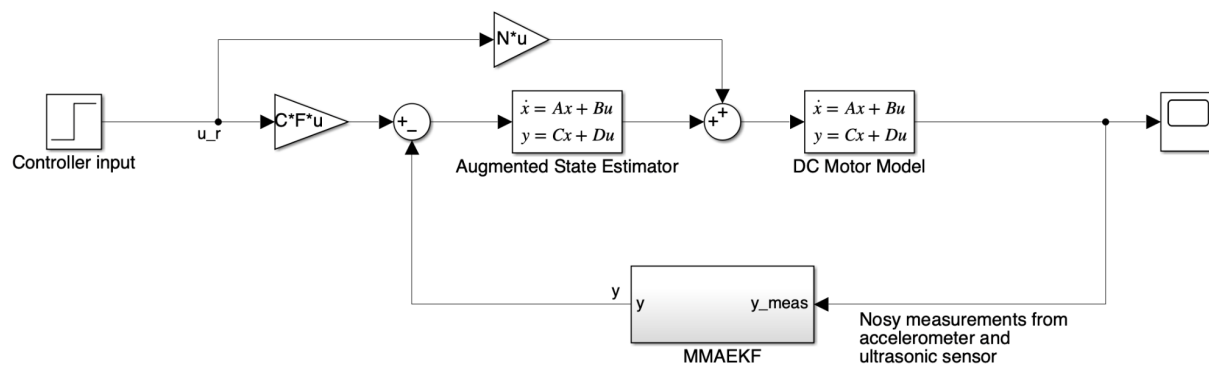 N*u
C*F*u
u_r
Controller input
+
−
ẋ = Ax + Bu
y = Cx + Du
Augmented State Estimator
+
+
ẋ = Ax + Bu
y = Cx + Du
DC Motor Model
y
y
y_meas
MMAEKF
Nosy measurements from
accelerometer and
ultrasonic sensor